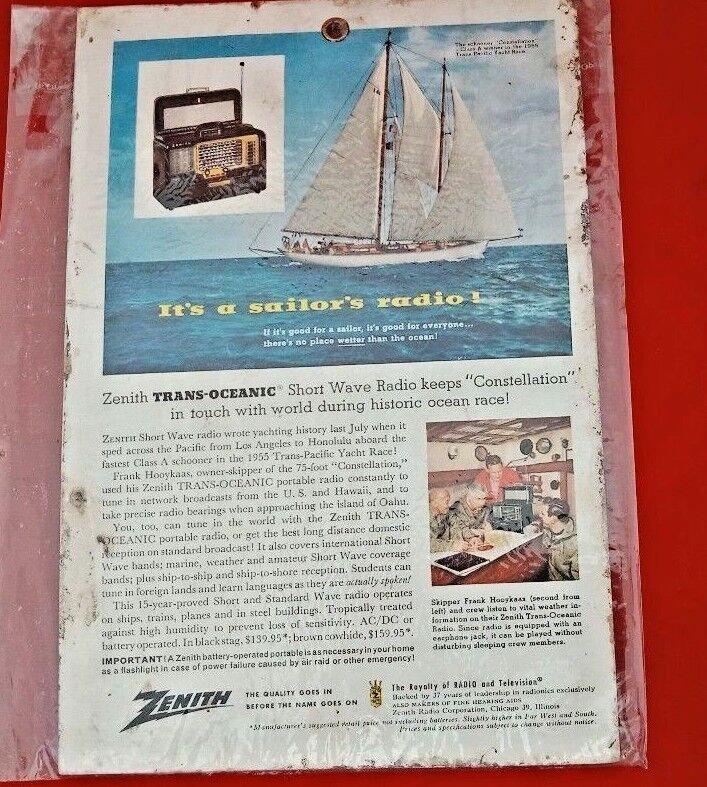 The schooner "Constellation"
Class A winner in the 1955
Trans-Pacific Yacht Race.
It's a sailor's radio!
If it's good for a sailor, it's good for everyone...
there's no place wetter than the ocean!
Zenith TRANS-OCEANIC® Short Wave Radio keeps "Constellation"
in touch with world during historic ocean race!
ZENITH Short Wave radio wrote yachting history last July when it
sped across the Pacific from Los Angeles to Honolulu aboard the
fastest Class A schooner in the 1955 Trans-Pacific Yacht Race!
Frank Hooykaas, owner-skipper of the 75-foot "Constellation,"
used his Zenith TRANS-OCEANIC portable radio constantly to
tune in network broadcasts from the U. S. and Hawaii, and to
take precise radio bearings when approaching the island of Oahu.
You, too, can tune in the world with the Zenith TRANS-
OCEANIC portable radio, or get the best long distance domestic
reception on standard broadcast! It also covers international Short
Wave bands; marine, weather and amateur Short Wave coverage
bands; plus ship-to-ship and ship-to-shore reception. Students can
tune in foreign lands and learn languages as they are actually spoken!
This 15-year-proved Short and Standard Wave radio operates
on ships, trains, planes and in steel buildings. Tropically treated
against high humidity to prevent loss of sensitivity. AC/DC or
battery operated. In black stag, $139.95*; brown cowhide, $159.95*.
IMPORTANT! A Zenith battery-operated portable is as necessary in your home
as a flashlight in case of power failure caused by air raid or other emergency!
Skipper Frank Hooykaas (second from
left) and crew listen to vital weather in-
formation on their Zenith Trans-Oceanic
Radio. Since radio is equipped with an
earphone jack, it can be played without
disturbing sleeping crew members.
ZENITH
THE QUALITY GOES IN
BEFORE THE NAME GOES ON
The Royalty of RADIO and Television®
Backed by 37 years of leadership in radionics exclusively
ALSO MAKERS OF FINE HEARING AIDS
Zenith Radio Corporation, Chicago 39, Illinois
*Manufacturer's suggested retail price not including batteries. Slightly higher in Far West and South.
Prices and specifications subject to change without notice.